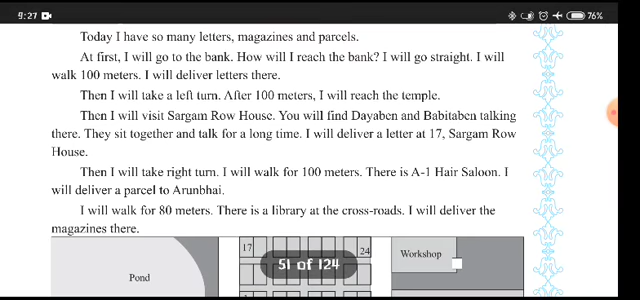 9:27
76%
Today I have so many letters, magazines and parcels.
At first, I will go to the bank. How will I reach the bank? I will go straight. I will
walk 100 meters. I will deliver letters there.
Then I will take a left turn. After 100 meters, I will reach the temple.
Then I will visit Sargam Row House. You will find Dayaben and Babitaben talking
there. They sit together and talk for a long time. I will deliver a letter at 17, Sargam Row
House.
Then I will take right turn. I will walk for 100 meters. There is A-1 Hair Saloon. I
will deliver a parcel to Arunbhai.
I will walk for 80 meters. There is a library at the cross-roads. I will deliver the
magazines there.
17
24
Workshop
51 of 124
Pond